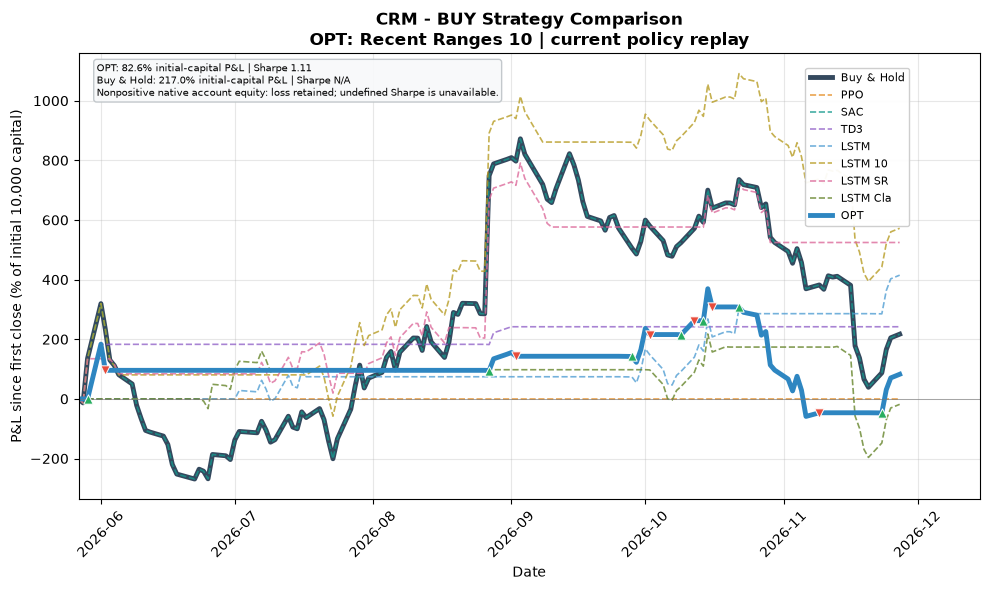 CRM - BUY Strategy Comparison
OPT: Recent Ranges 10 | current policy replay
OPT: 82.6% initial-capital P&L | Sharpe 1.11
Buy & Hold: 217.0% initial-capital P&L | Sharpe N/A
Nonpositive native account equity: loss retained; undefined Sharpe is unavailable.
Buy & Hold
PPO
SAC
TD3
LSTM
LSTM 10
LSTM SR
LSTM Cla
OPT
P&L since first close (% of initial 10,000 capital)
1000
800
600
400
200
0
−200
2026-06
2026-07
2026-08
2026-09
2026-10
2026-11
2026-12
Date